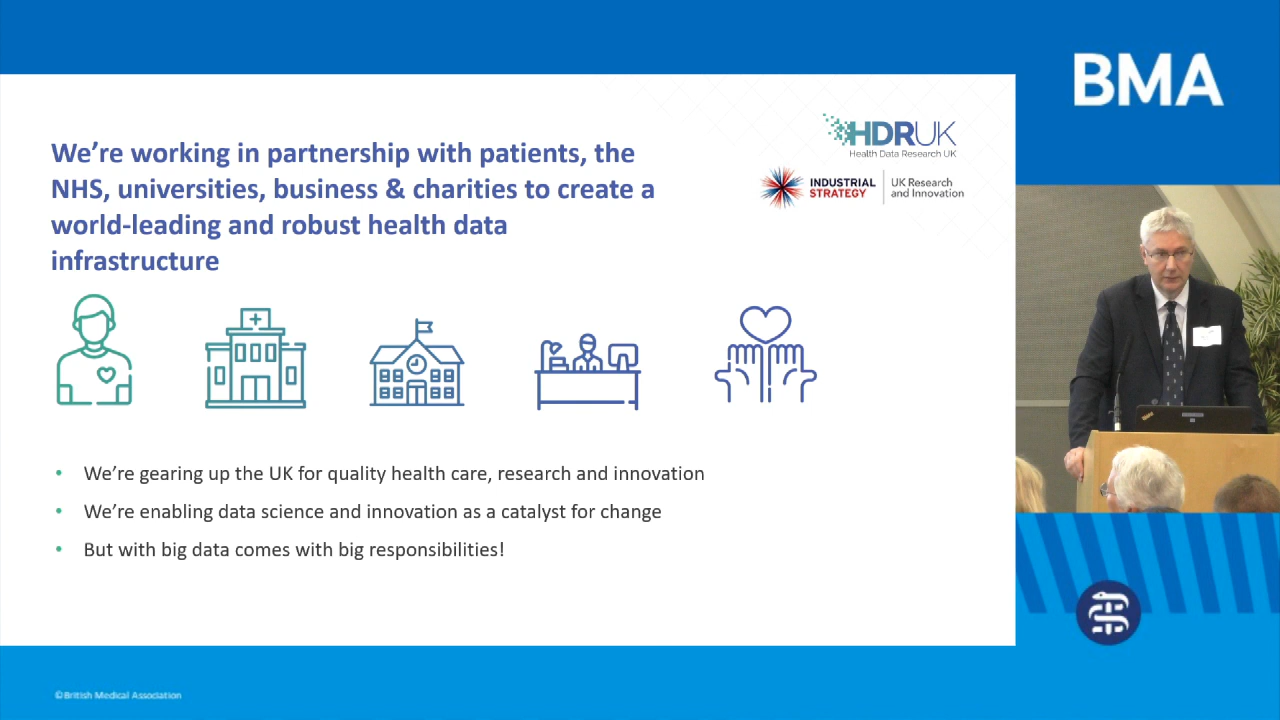 BMA
HDRUK
Health Data Research UK
INDUSTRIAL
STRATEGY
UK Research
and Innovation
We’re working in partnership with patients, the
NHS, universities, business & charities to create a
world-leading and robust health data
infrastructure
• We’re gearing up the UK for quality health care, research and innovation
• We’re enabling data science and innovation as a catalyst for change
• But with big data comes with big responsibilities!
©British Medical Association